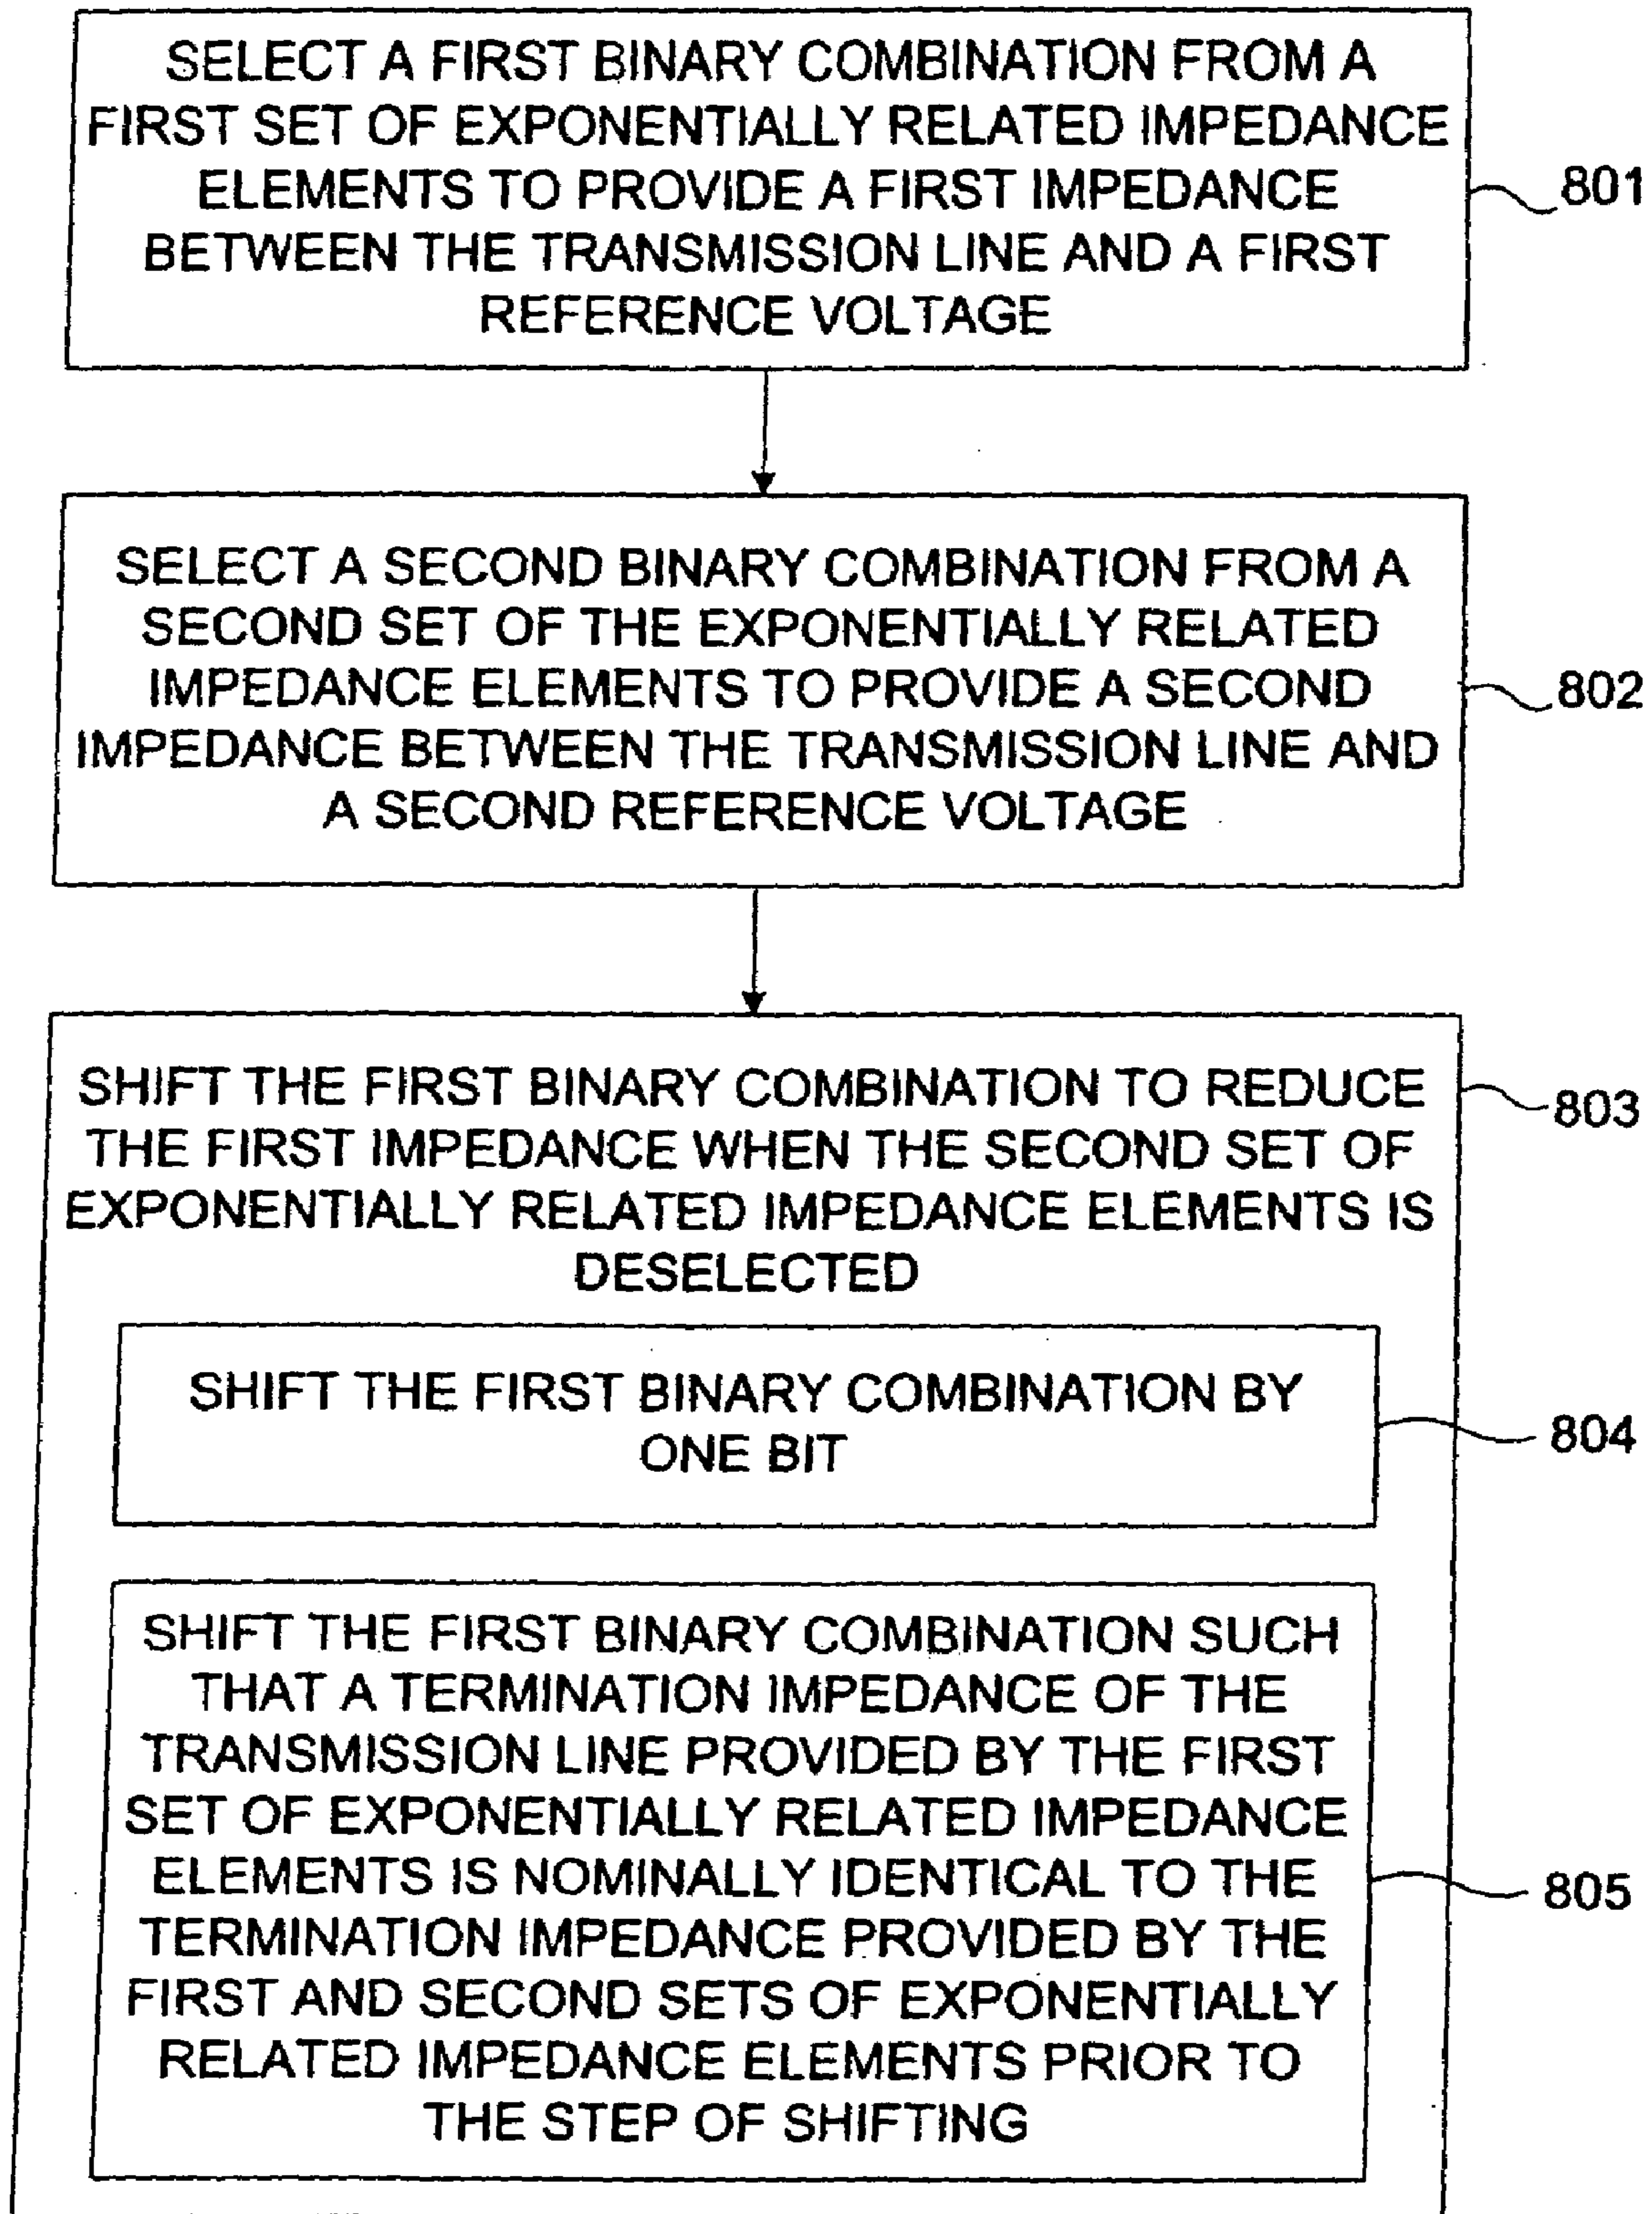 SELECT A FIRST BINARY COMBINATION FROM A
FIRST SET OF EXPONENTIALLY RELATED IMPEDANCE
ELEMENTS TO PROVIDE A FIRST IMPEDANCE
BETWEEN THE TRANSMISSION LINE AND A FIRST
REFERENCE VOLTAGE
801
SELECT A SECOND BINARY COMBINATION FROM A
SECOND SET OF THE EXPONENTIALLY RELATED
IMPEDANCE ELEMENTS TO PROVIDE A SECOND
IMPEDANCE BETWEEN THE TRANSMISSION LINE AND
A SECOND REFERENCE VOLTAGE
802
SHIFT THE FIRST BINARY COMBINATION TO REDUCE
THE FIRST IMPEDANCE WHEN THE SECOND SET OF
EXPONENTIALLY RELATED IMPEDANCE ELEMENTS IS
DESELECTED
803
SHIFT THE FIRST BINARY COMBINATION BY
ONE BIT
804
SHIFT THE FIRST BINARY COMBINATION SUCH
THAT A TERMINATION IMPEDANCE OF THE
TRANSMISSION LINE PROVIDED BY THE FIRST
SET OF EXPONENTIALLY RELATED IMPEDANCE
ELEMENTS IS NOMINALLY IDENTICAL TO THE
TERMINATION IMPEDANCE PROVIDED BY THE
FIRST AND SECOND SETS OF EXPONENTIALLY
RELATED IMPEDANCE ELEMENTS PRIOR TO
THE STEP OF SHIFTING
805